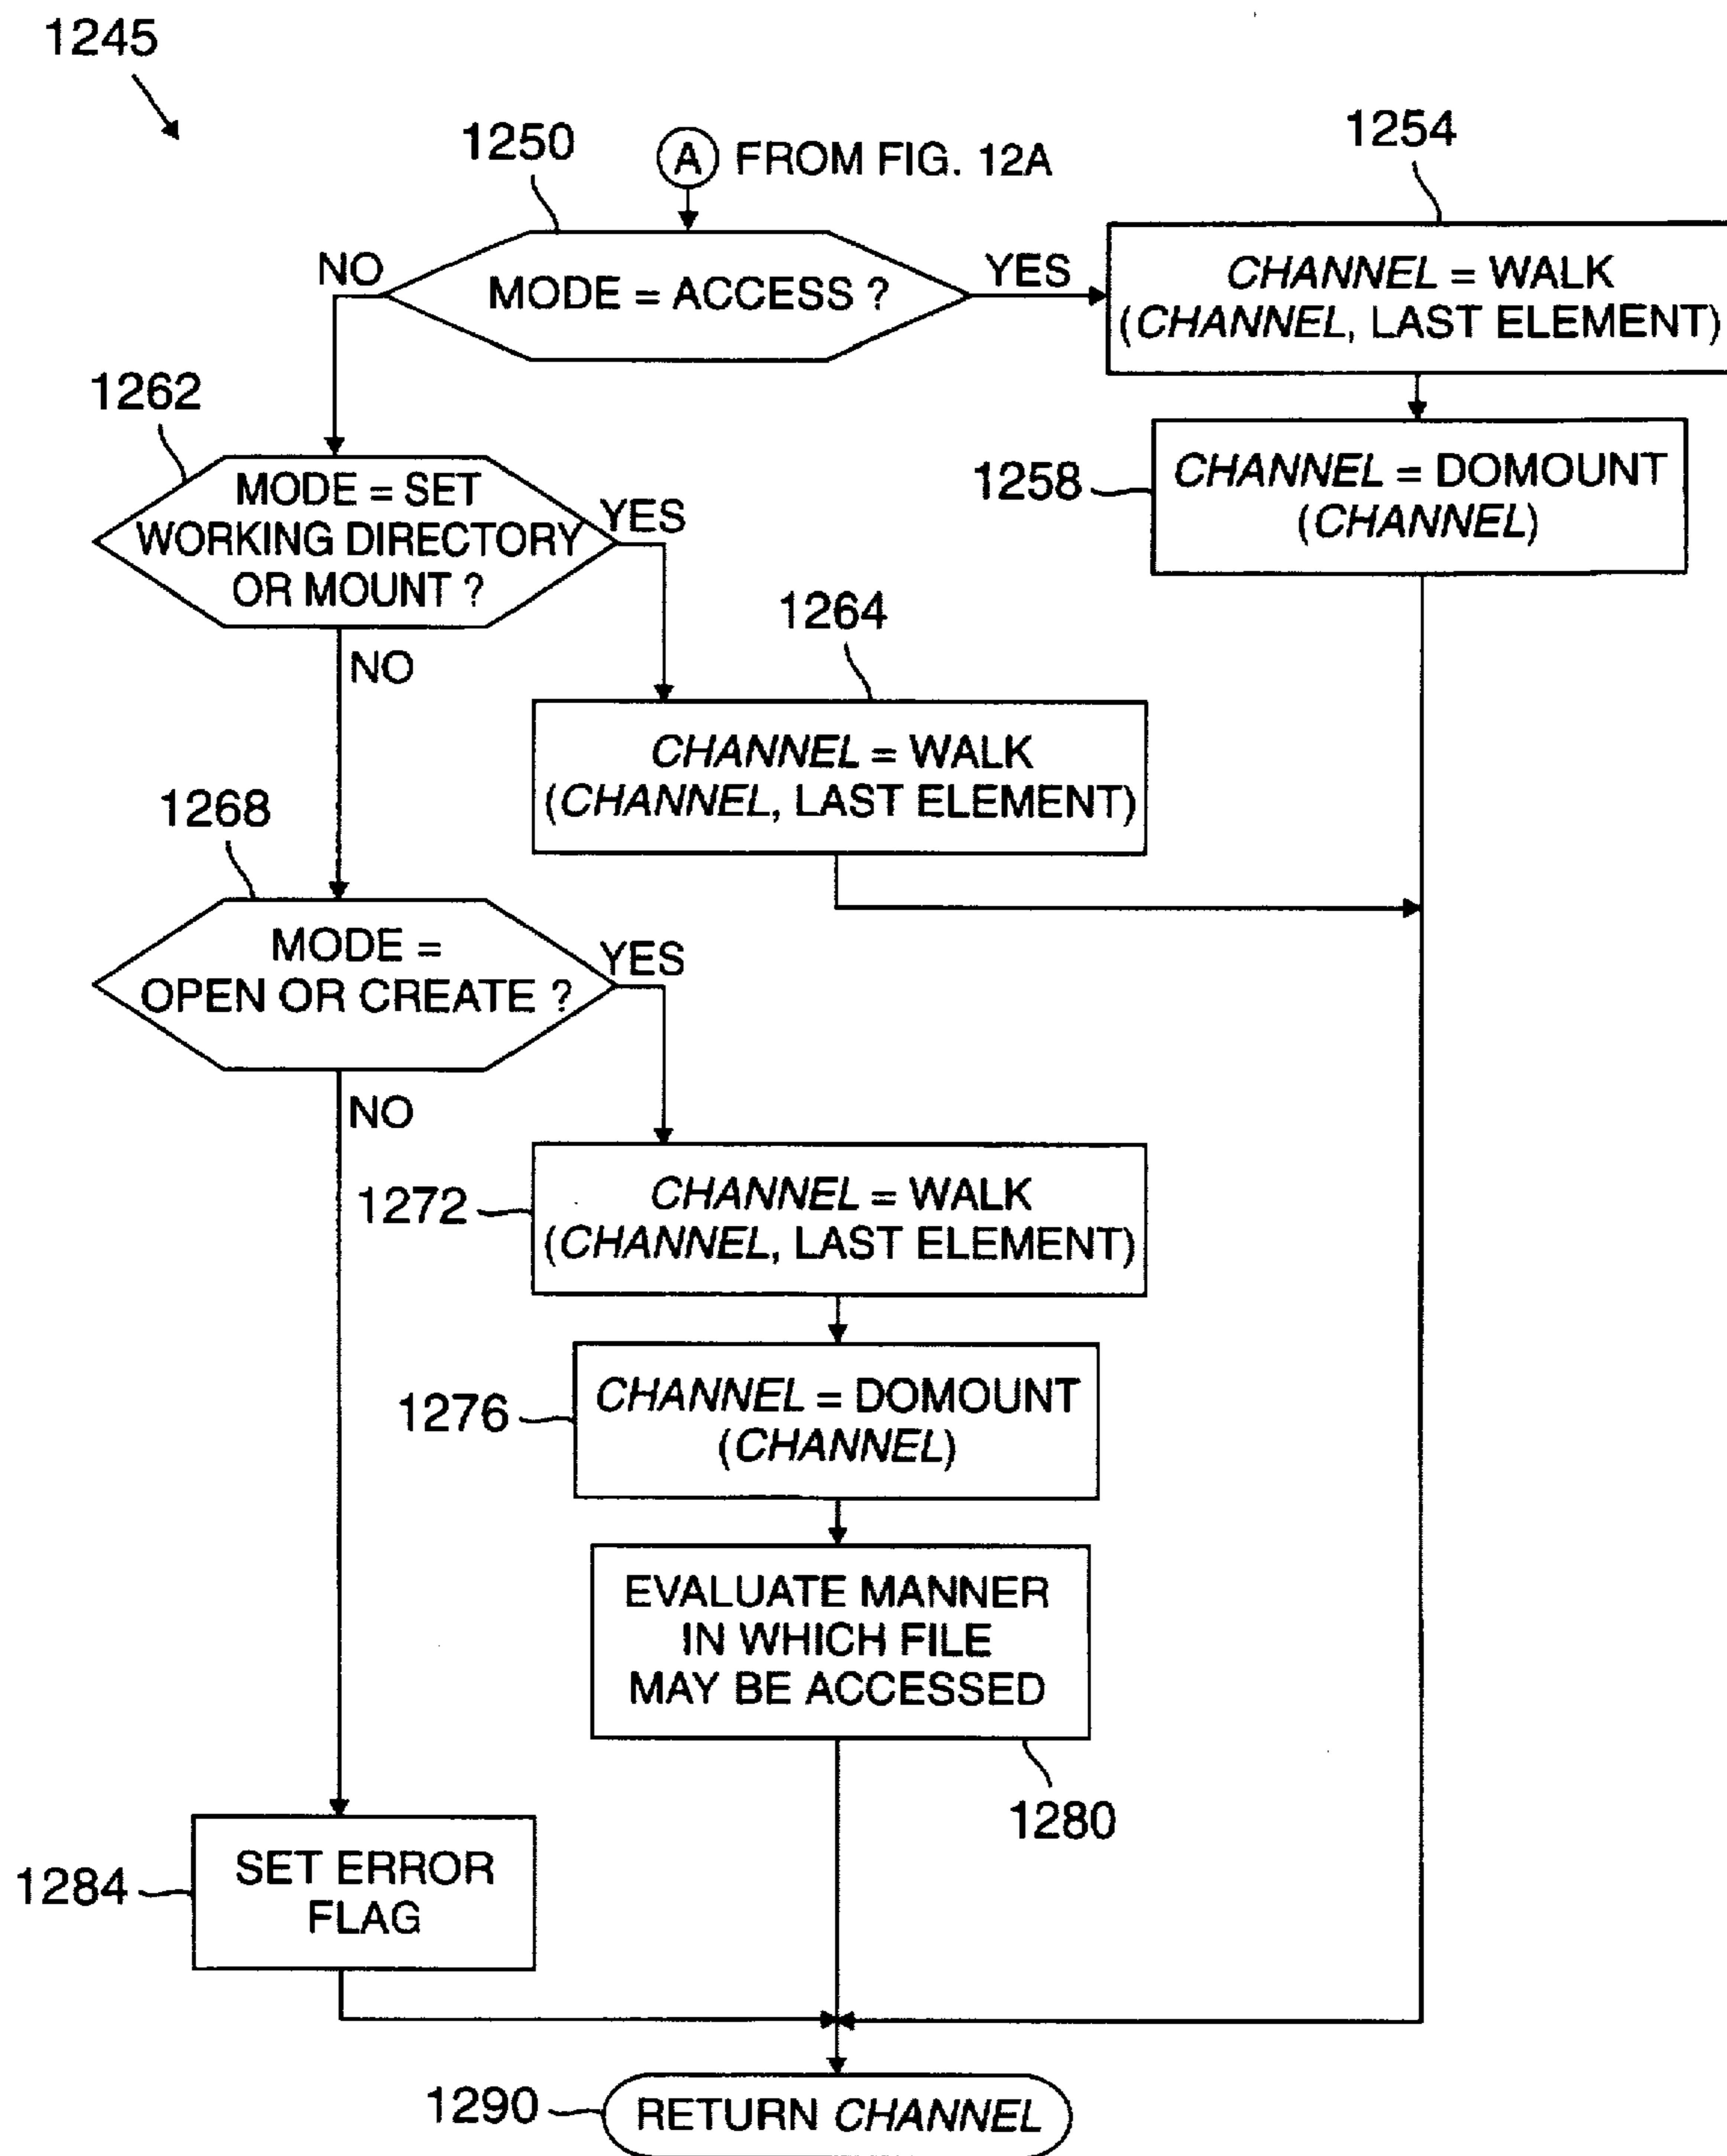 1245
1250
A FROM FIG. 12A
1254
NO
MODE = ACCESS ?
YES
CHANNEL = WALK
(CHANNEL, LAST ELEMENT)
1262
MODE = SET
WORKING DIRECTORY
OR MOUNT ?
YES
NO
1258
CHANNEL = DOMOUNT
(CHANNEL)
1264
CHANNEL = WALK
(CHANNEL, LAST ELEMENT)
1268
MODE =
OPEN OR CREATE ?
YES
NO
1272
CHANNEL = WALK
(CHANNEL, LAST ELEMENT)
1276
CHANNEL = DOMOUNT
(CHANNEL)
EVALUATE MANNER
IN WHICH FILE
MAY BE ACCESSED
1280
1284
SET ERROR
FLAG
1290
RETURN CHANNEL